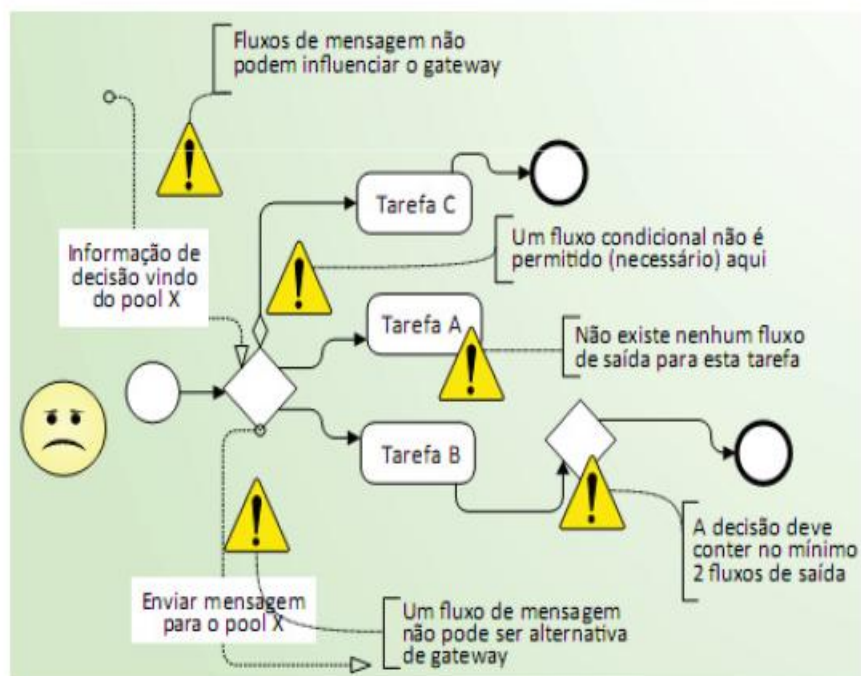 Fluxos de mensagem não
podem influenciar o gateway
Tarefa C
Informação de
decisão vindo
do pool X
Um fluxo condicional não é
permitido (necessário) aqui
Tarefa A
Não existe nenhum fluxo
de saída para esta tarefa
Tarefa B
A decisão deve
conter no mínimo
2 fluxos de saída
Enviar mensagem
para o pool X
Um fluxo de mensagem
não pode ser alternativa
de gateway